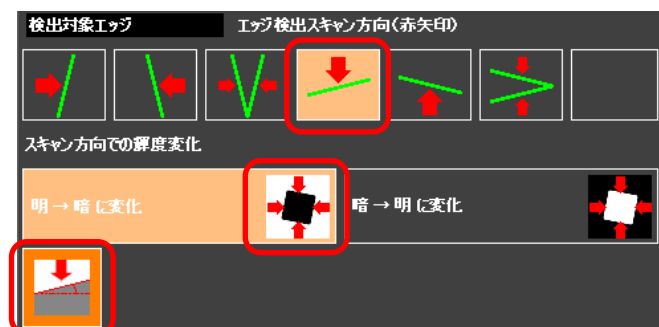 検出対象エッジ エッジ検出スキャン方向(赤矢印)
スキャン方向での輝度変化
明→暗に変化 暗→明に変化